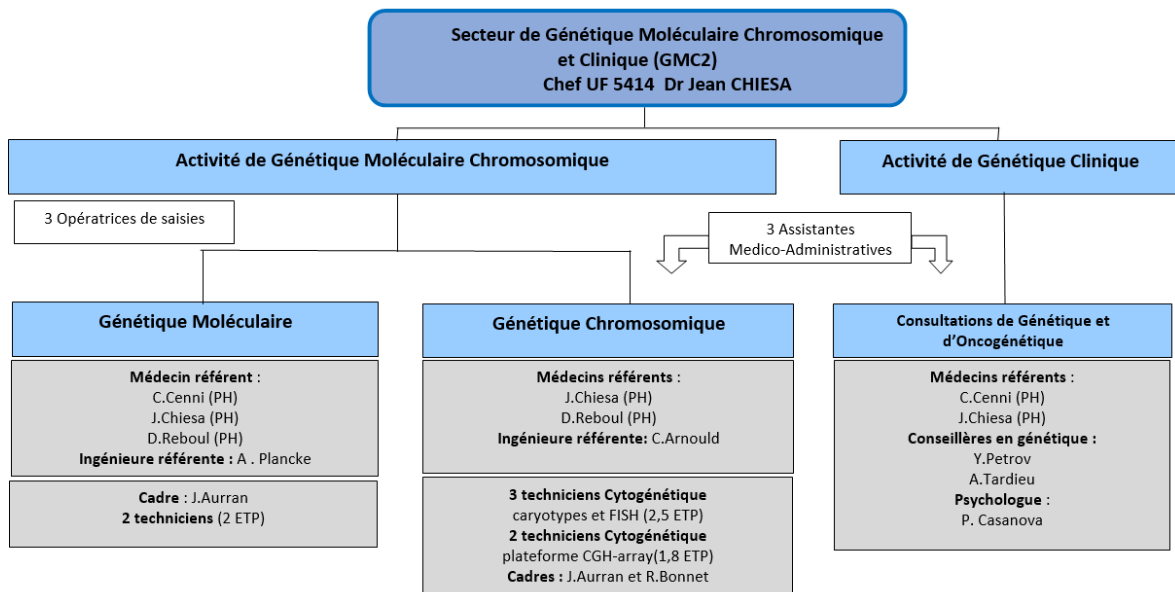 Secteur de Génétique Moléculaire Chromosomique
et Clinique (GMC2)
Chef UF 5414 Dr Jean CHIESA
Activité de Génétique Moléculaire Chromosomique
Activité de Génétique Clinique
3 Opératrices de saisies
3 Assistantes
Medico-Administratives
Génétique Moléculaire
Médecin référent :
C.Cenni (PH)
J.Chiesa (PH)
D.Reboul (PH)
Ingénieure référente : A . Plancke
Cadre : J.Aurran
2 techniciens (2 ETP)
Génétique Chromosomique
Médecins référents :
J.Chiesa (PH)
D.Reboul (PH)
Ingénieure référente: C.Arnould
3 techniciens Cytogénétique
caryotypes et FISH (2,5 ETP)
2 techniciens Cytogénétique
plateforme CGH-array(1,8 ETP)
Cadres : J.Aurran et R.Bonnet
Consultations de Génétique et
d’Oncogénétique
Médecins référents :
C.Cenni (PH)
J.Chiesa (PH)
Conseillères en génétique :
Y.Petrov
A.Tardieu
Psychologue :
P. Casanova